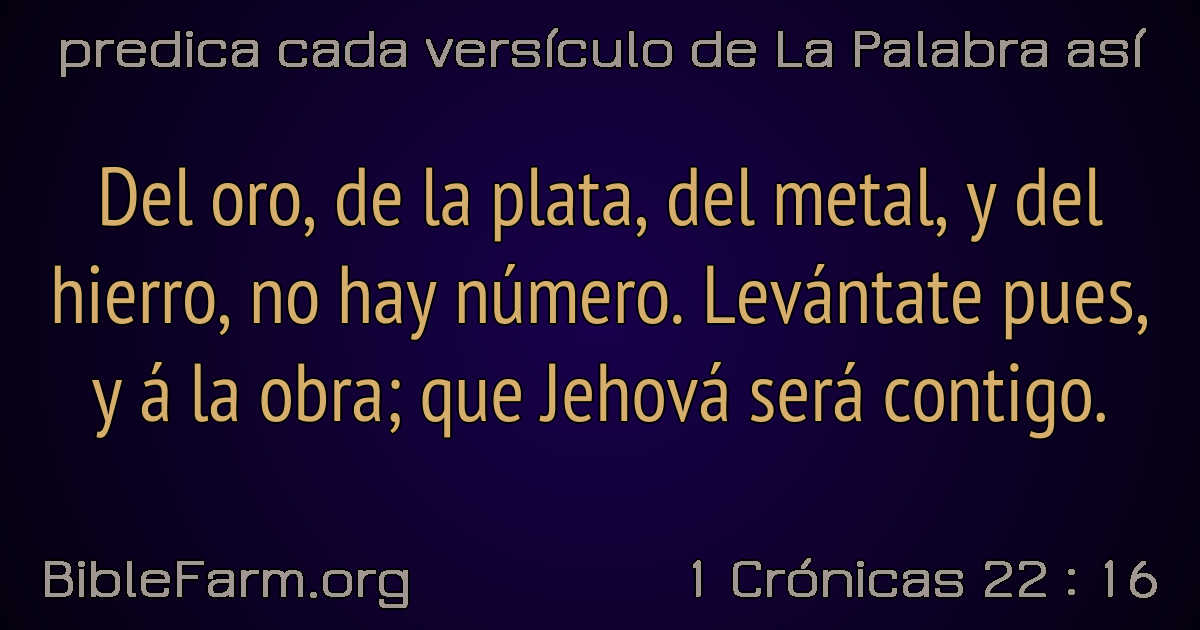 predica cada versículo de La Palabra así
Del oro, de la plata, del metal, y del
hierro, no hay número. Levántate pues,
y á la obra; que Jehová será contigo.
BibleFarm.org
1 Crónicas 22 : 16